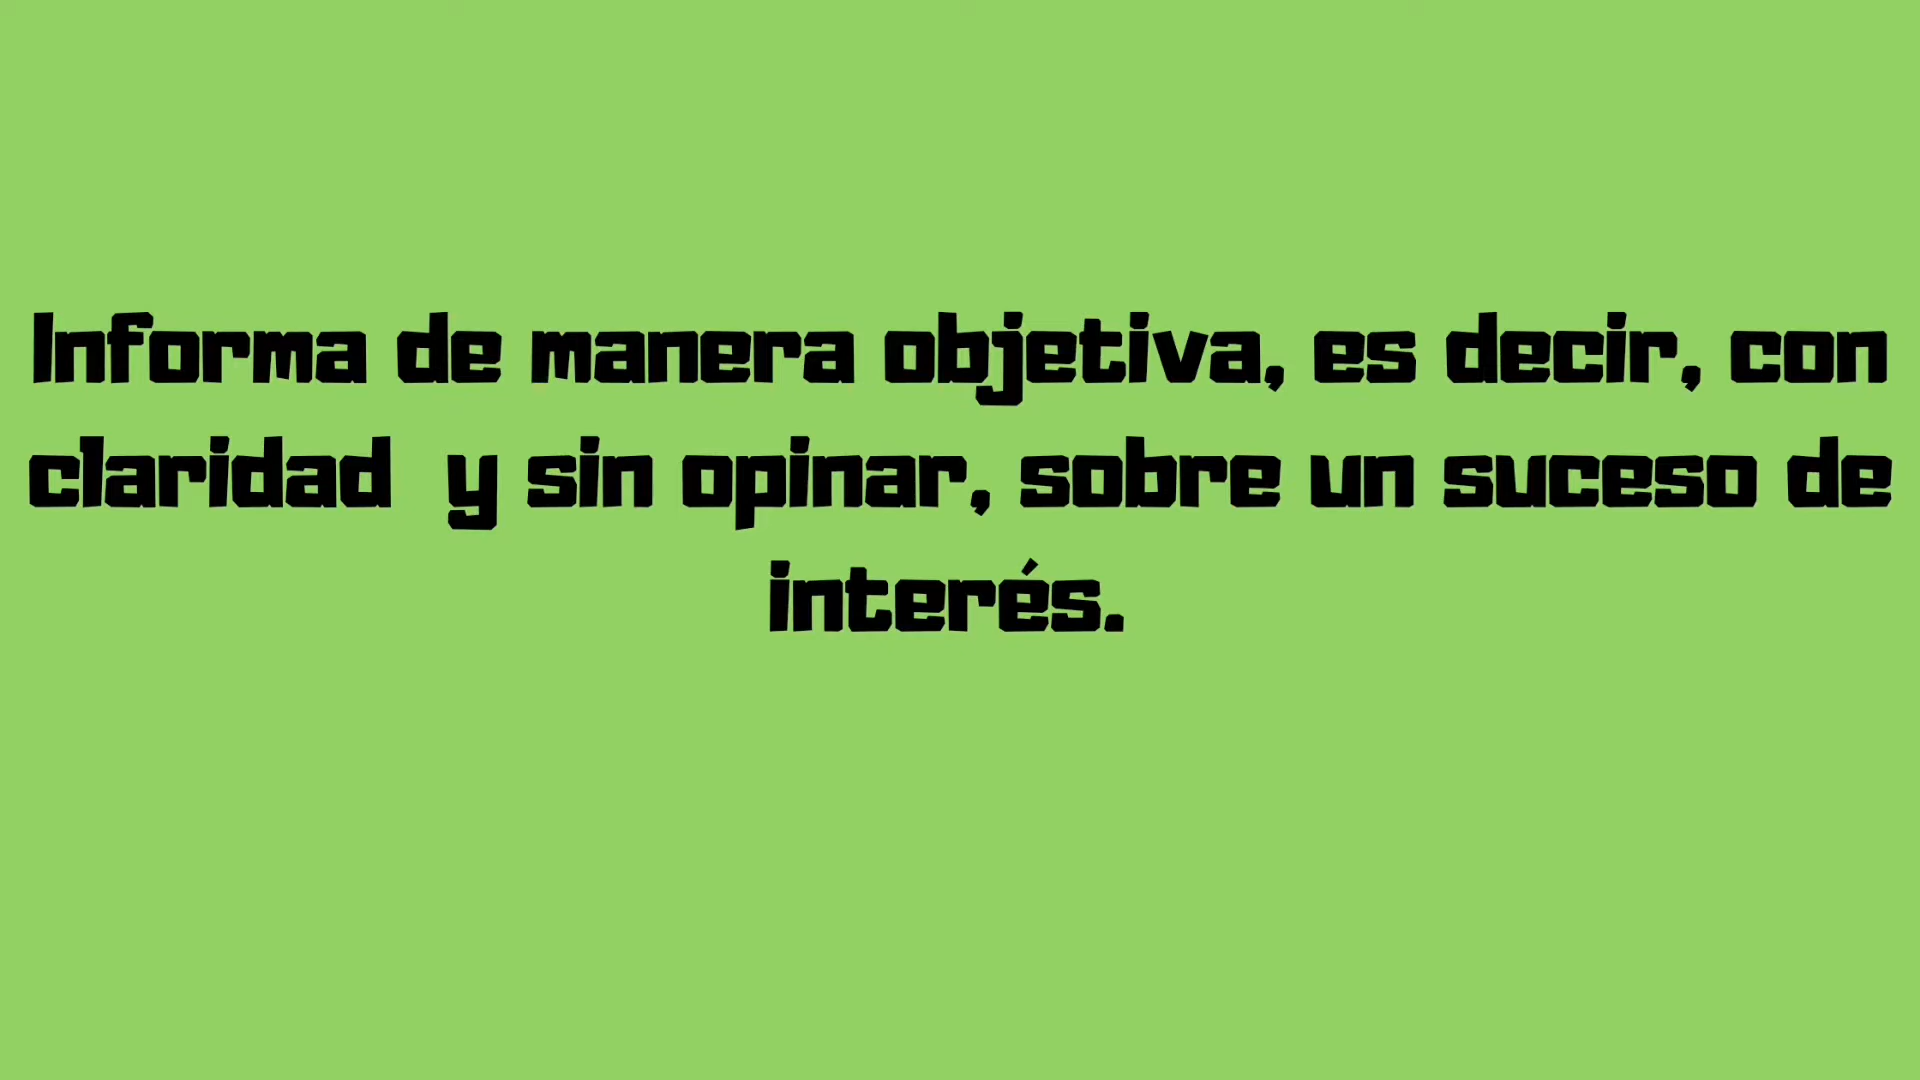 Informa de manera objetiva, es decir, con
claridad  y sin opinar, sobre un suceso de
interés.